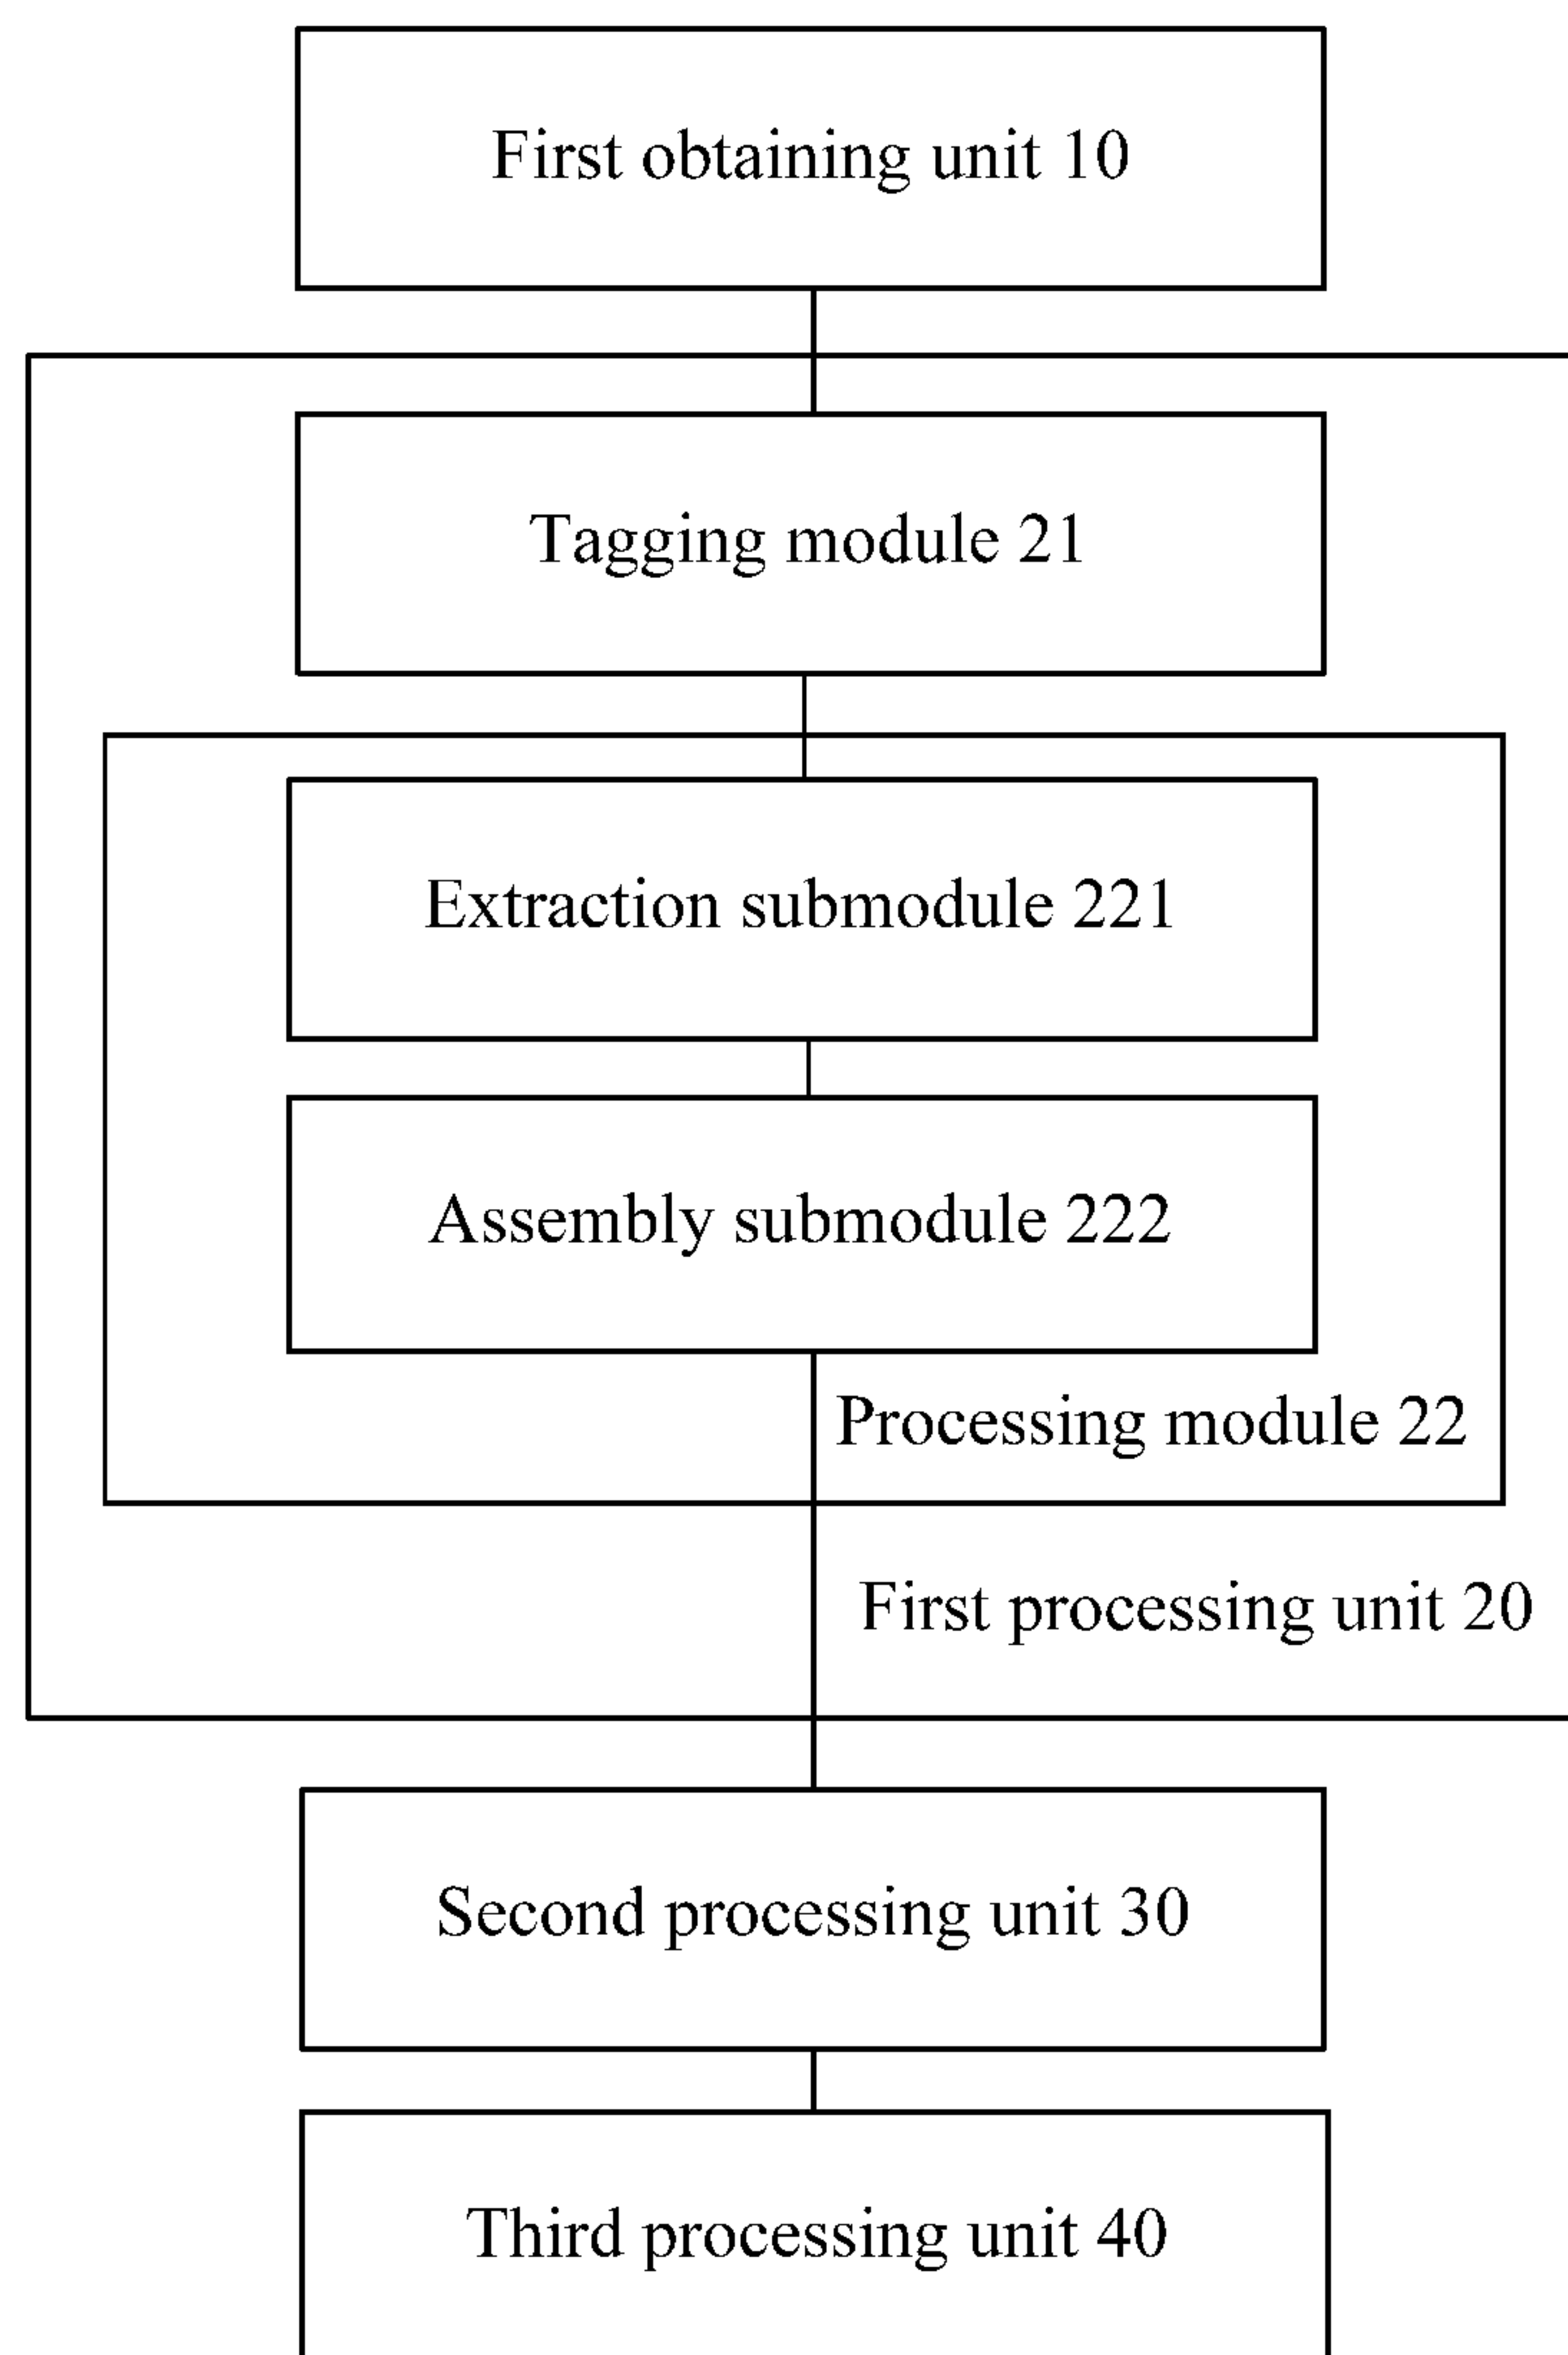 First obtaining unit 10
Tagging module 21
Extraction submodule 221
Assembly submodule 222
Processing module 22
First processing unit 20
Second processing unit 30
Third processing unit 40